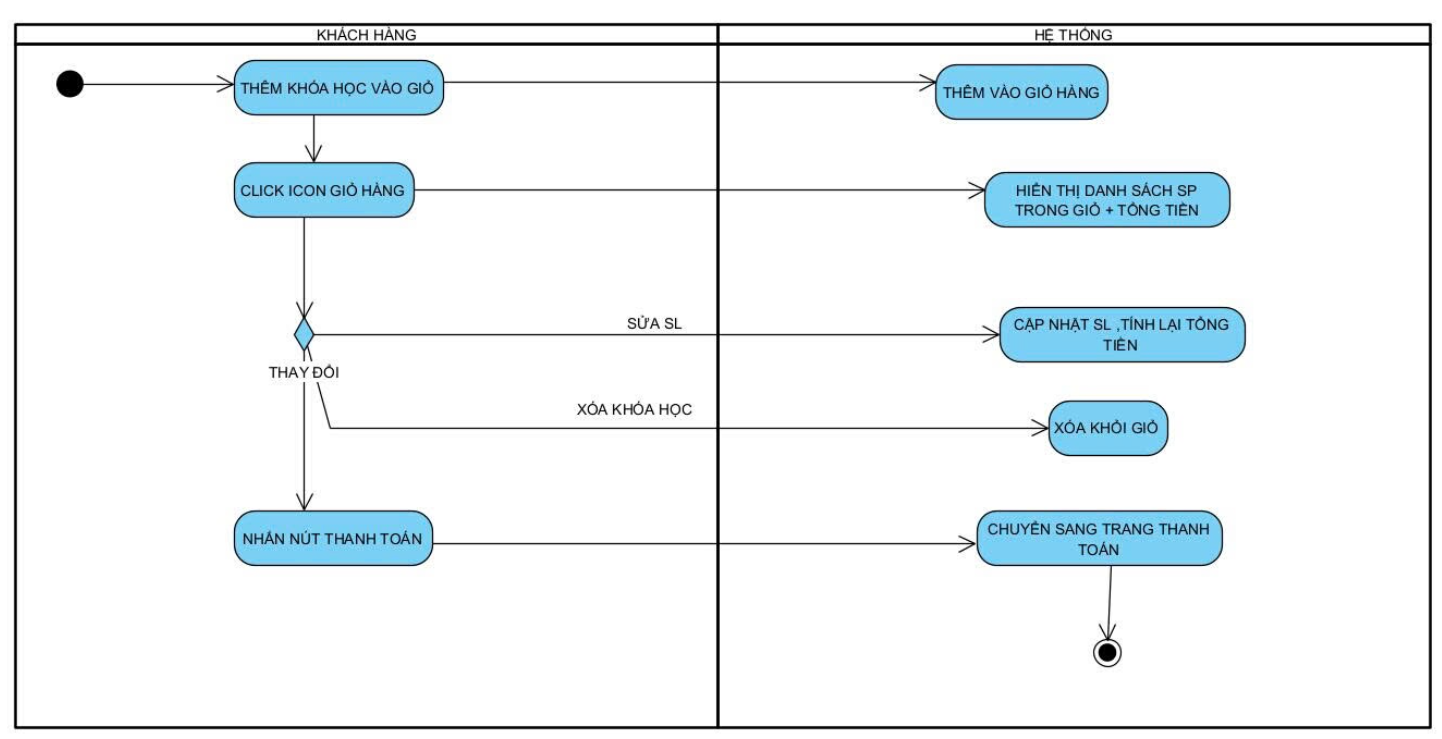 KHÁCH HÀNG
HỆ THỐNG
THÊM KHÓA HỌC VÀO GIỎ
THÊM VÀO GIỎ HÀNG
CLICK ICON GIỎ HÀNG
HIỂN THỊ DANH SÁCH SP
TRONG GIỎ + TỔNG TIỀN
SỬA SL
CẬP NHẬT SL ,TÍNH LẠI TỔNG
TIỀN
THAY ĐỔI
XÓA KHÓA HỌC
XÓA KHỎI GIỎ
NHẤN NÚT THANH TOÁN
CHUYỂN SANG TRANG THANH
TOÁN